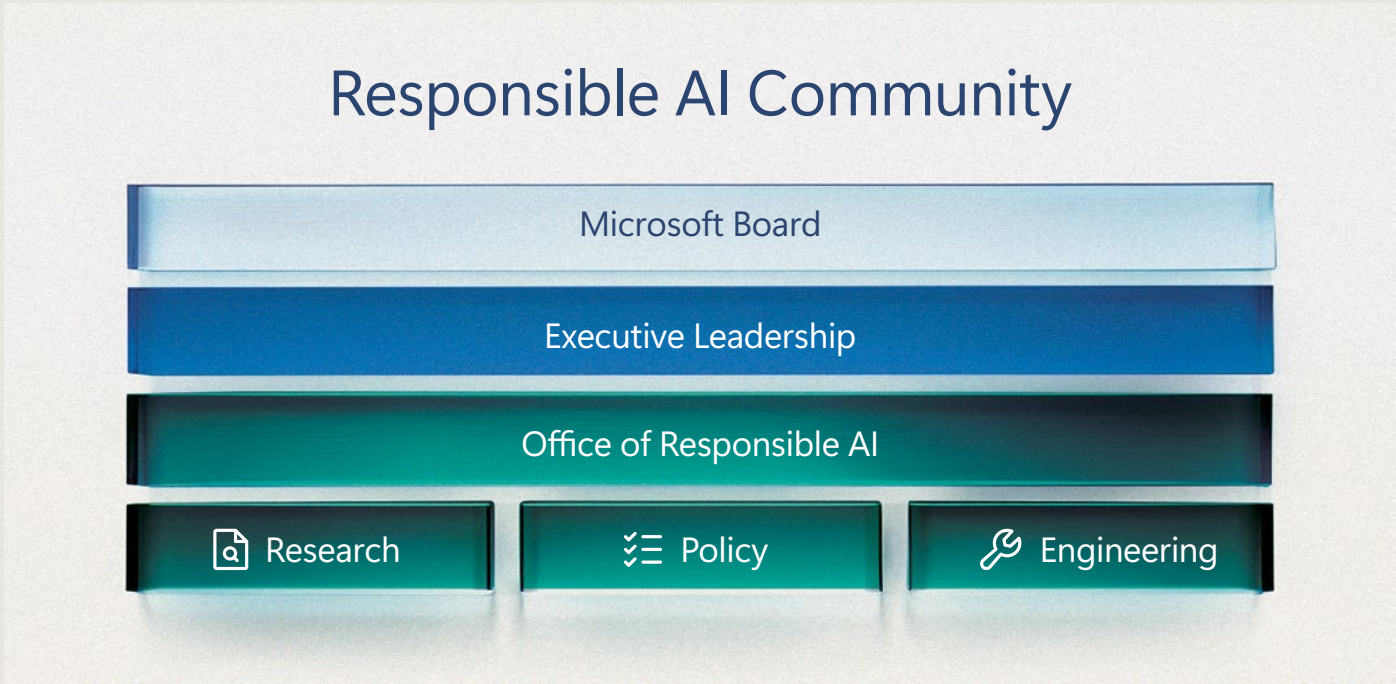 Responsible AI Community
Microsoft Board
Executive Leadership
Office of Responsible AI
Research
Policy
Engineering